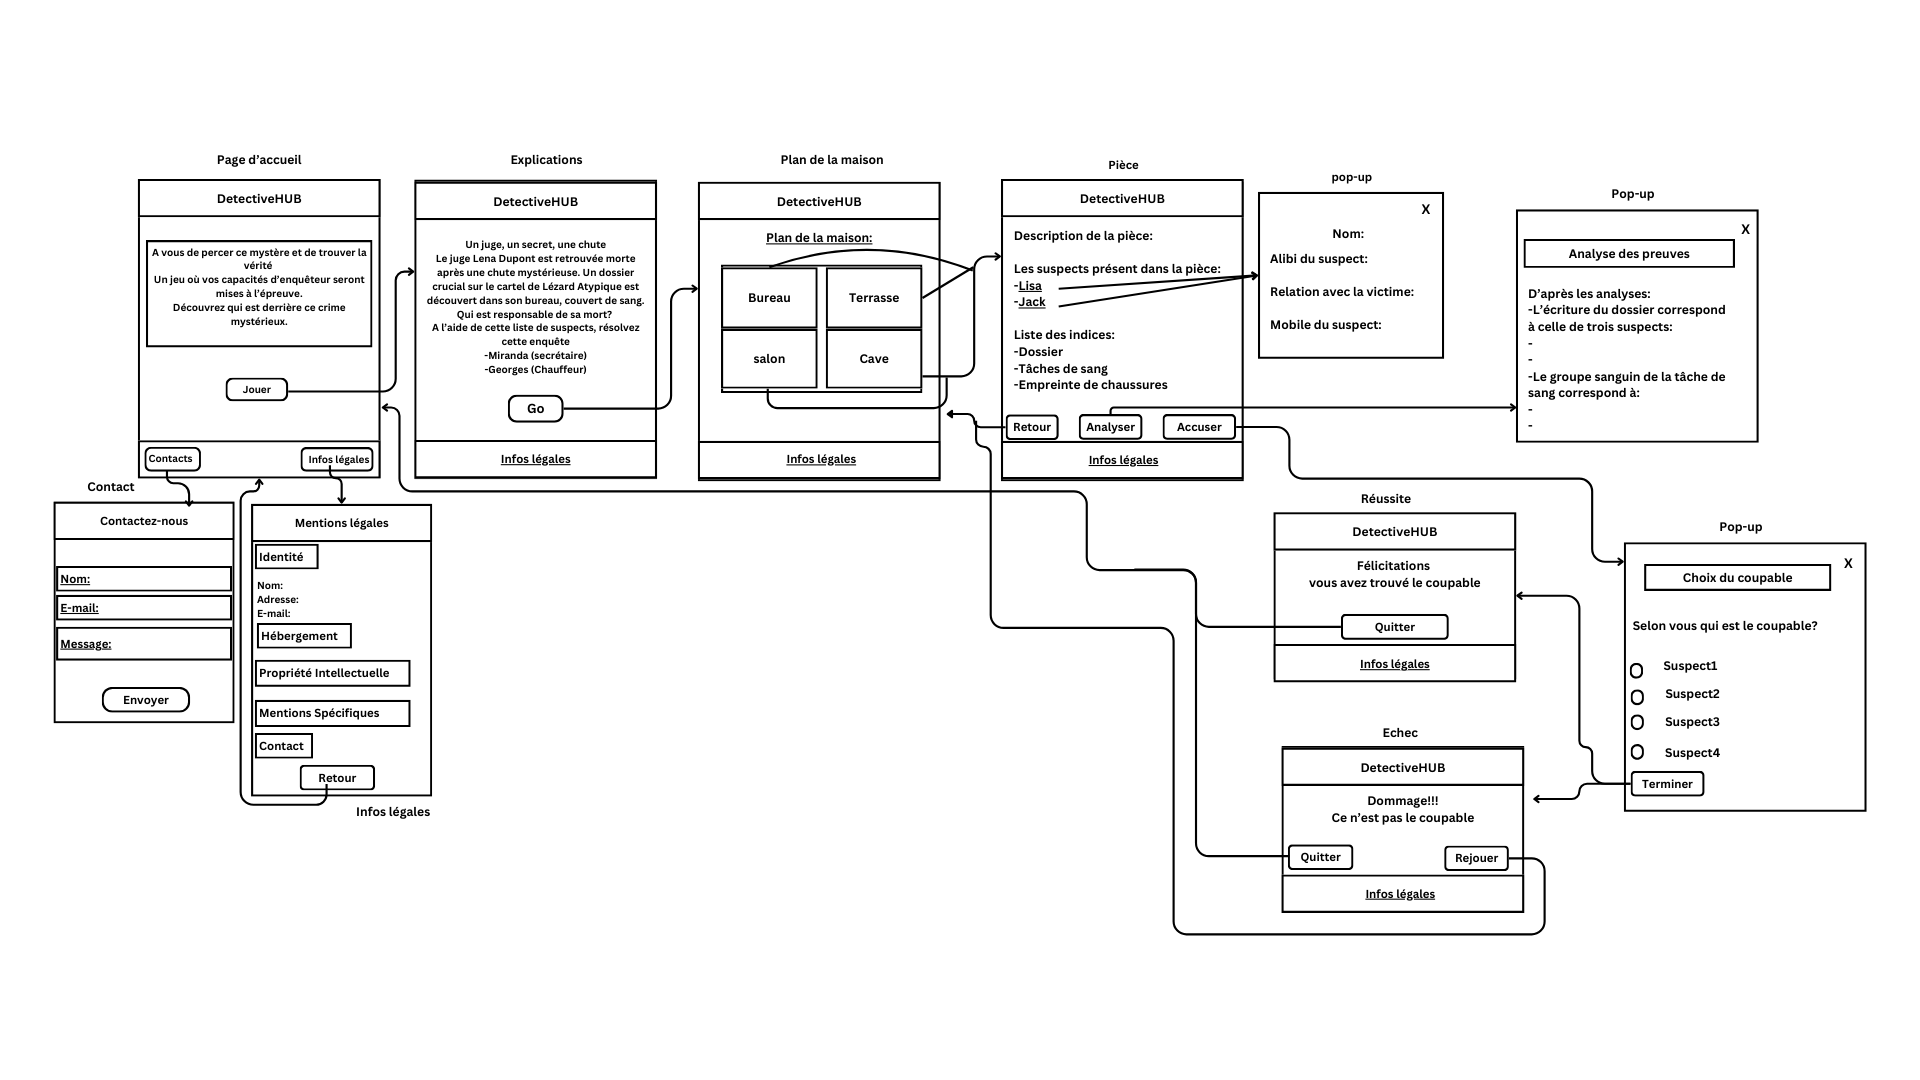 Page d’accueil
DetectiveHUB
A vous de percer ce mystère et de trouver la
vérité
Un jeu où vos capacités d’enquêteur seront
mises à l’épreuve.
Découvrez qui est derrière ce crime
mystérieux.
Jouer
Contacts
Infos légales
Explications
DetectiveHUB
Un juge, un secret, une chute
Le juge Lena Dupont est retrouvée morte
après une chute mystérieuse. Un dossier
crucial sur le cartel de Lézard Atypique est
découvert dans son bureau, couvert de sang.
Qui est responsable de sa mort?
A l’aide de cette liste de suspects, résolvez
cette enquête
-Miranda (secrétaire)
-Georges (Chauffeur)
Go
Infos légales
Plan de la maison
DetectiveHUB
Plan de la maison:
Bureau
Terrasse
salon
Cave
Infos légales
Pièce
DetectiveHUB
Description de la pièce:
Les suspects présent dans la pièce:
-Lisa
-Jack
Liste des indices:
-Dossier
-Tâches de sang
-Empreinte de chaussures
Retour
Analyser
Accuser
Infos légales
pop-up
X
Nom:
Alibi du suspect:
Relation avec la victime:
Mobile du suspect:
Pop-up
X
Analyse des preuves
D’après les analyses:
-L’écriture du dossier correspond
à celle de trois suspects:
-
-
-Le groupe sanguin de la tâche de
sang correspond à:
-
-
Contact
Contactez-nous
Nom:
E-mail:
Message:
Envoyer
Mentions légales
Identité
Nom:
Adresse:
E-mail:
Hébergement
Propriété Intellectuelle
Mentions Spécifiques
Contact
Retour
Infos légales
Réussite
DetectiveHUB
Félicitations
vous avez trouvé le coupable
Quitter
Infos légales
Pop-up
X
Choix du coupable
Selon vous qui est le coupable?
Suspect1
Suspect2
Suspect3
Suspect4
Terminer
Echec
DetectiveHUB
Dommage!!!
Ce n’est pas le coupable
Quitter
Rejouer
Infos légales